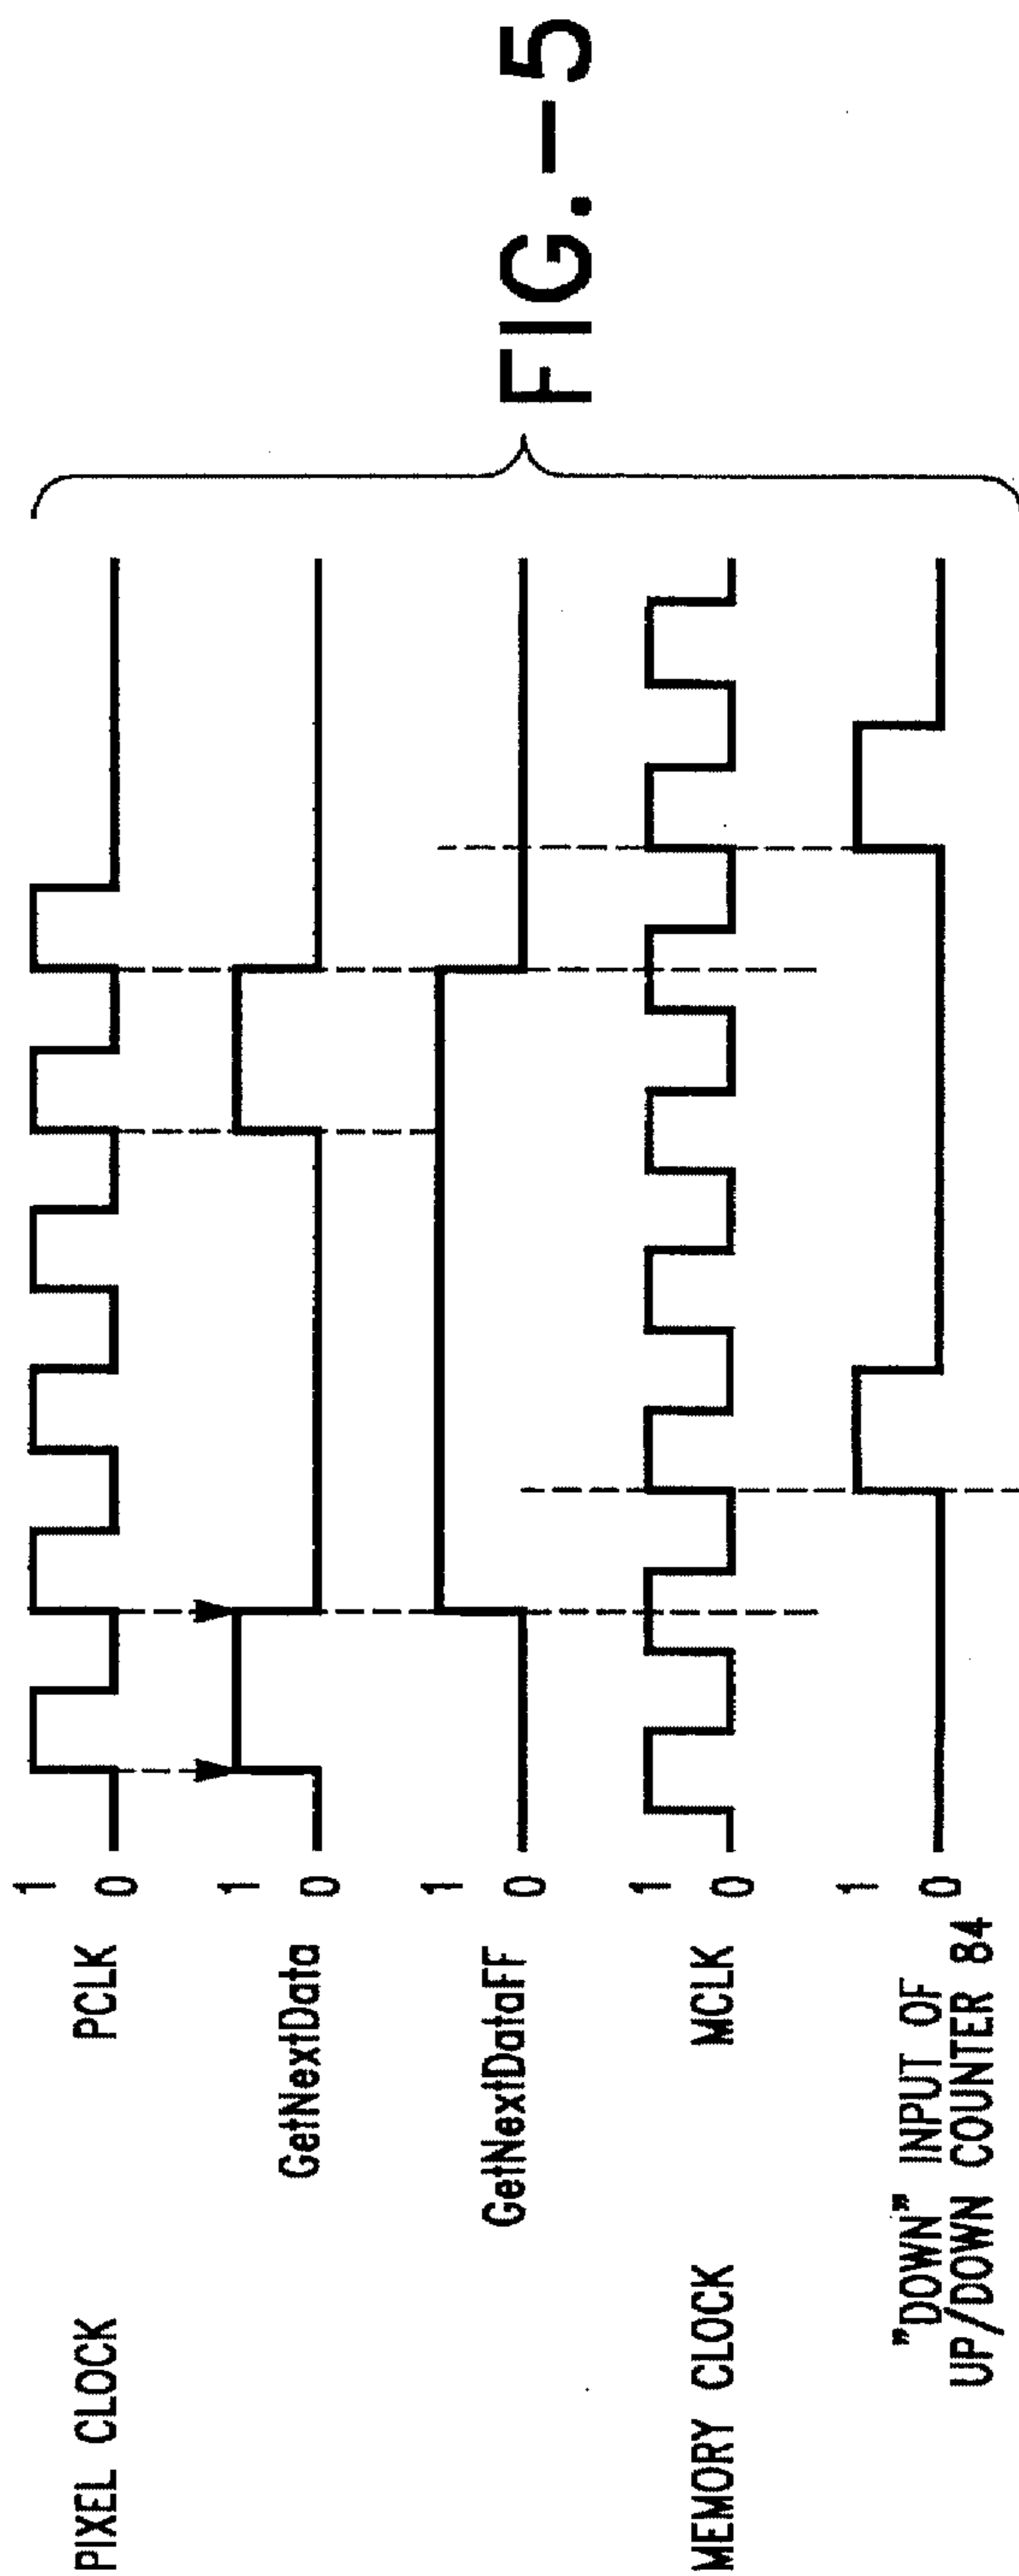 PIXEL CLOCK PCLK 1 0
GetNextData 1 0
GetNextDataFF 1 0
MEMORY CLOCK MCLK 1 0
"DOWN" INPUT OF 1 0
UP/DOWN COUNTER 84
FIG.-5